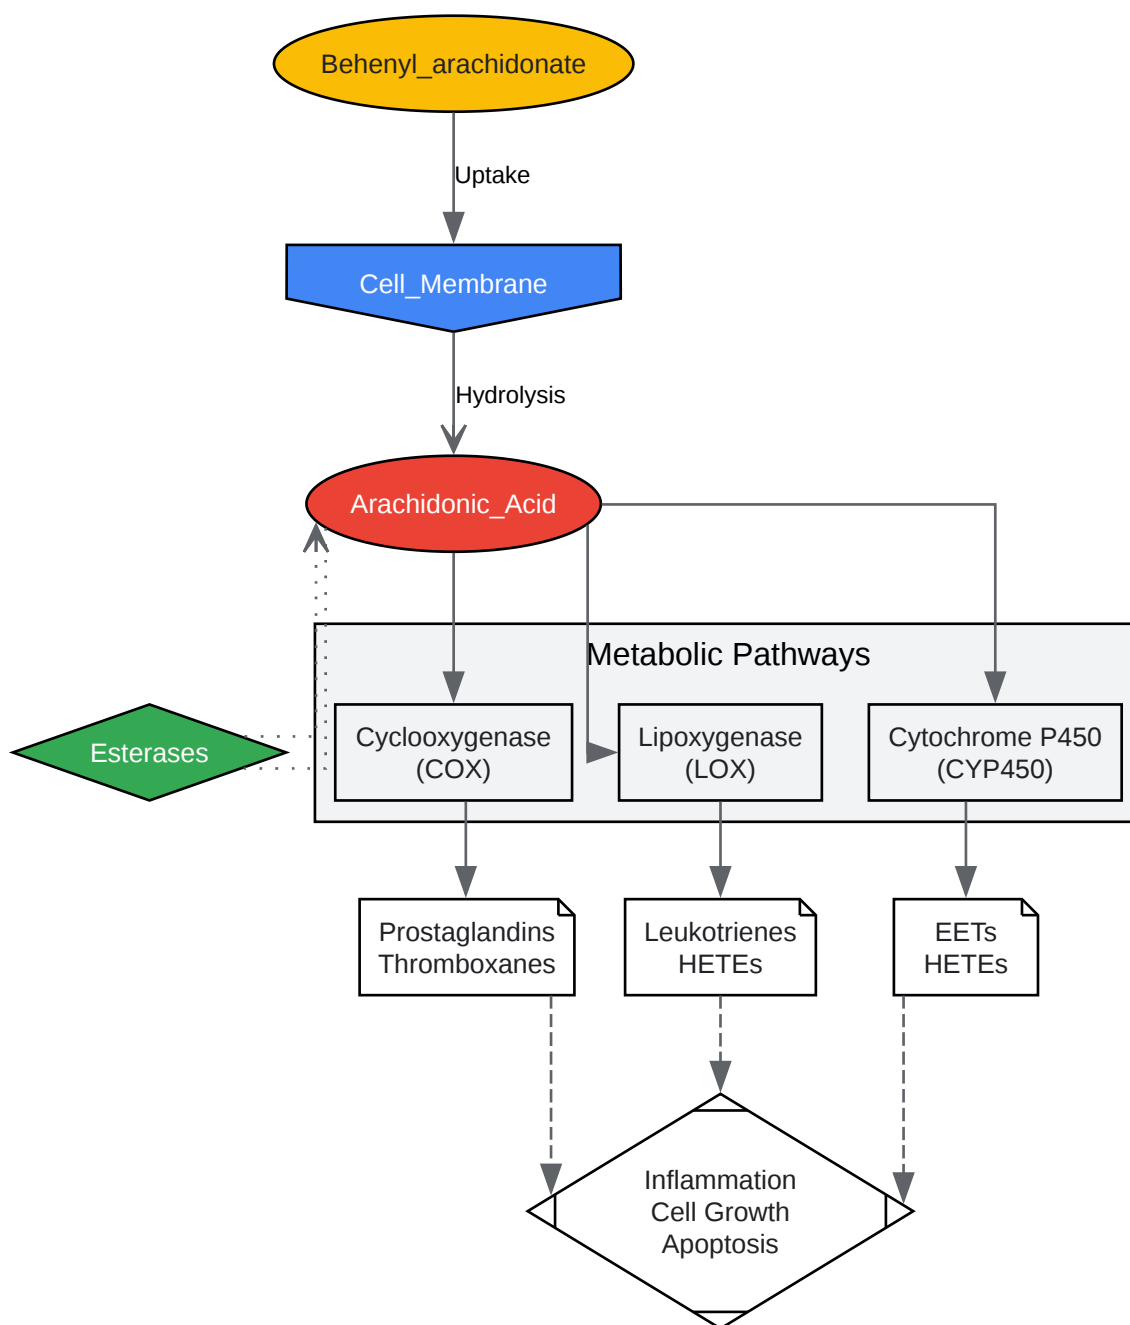 Behenyl_arachidonate
Uptake
Cell_Membrane
Hydrolysis
Arachidonic_Acid
Metabolic Pathways
Esterases
Cyclooxygenase
(COX)
Lipoxygenase
(LOX)
Cytochrome P450
(CYP450)
Prostaglandins
Thromboxanes
Leukotrienes
HETEs
EETs
HETEs
Inflammation
Cell Growth
Apoptosis